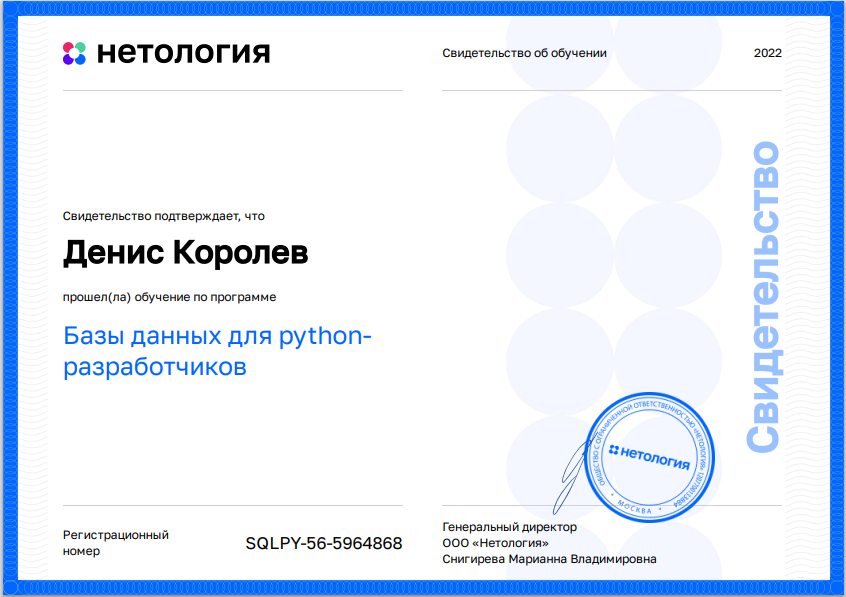 нетология
Свидетельство об обучении
2022
Свидетельство подтверждает, что
Денис Королев
прошел(ла) обучение по программе
Базы данных для python-
разработчиков
Свидетельство
Регистрационный
номер
SQLPY-56-5964868
Генеральный директор
ООО «Нетология»
Снигирева Марианна Владимировна
ОБЩЕСТВО С ОГРАНИЧЕННОЙ ОТВЕТСТВЕННОСТЬЮ «НЕТОЛОГИЯ»
нетология
МОСКВА